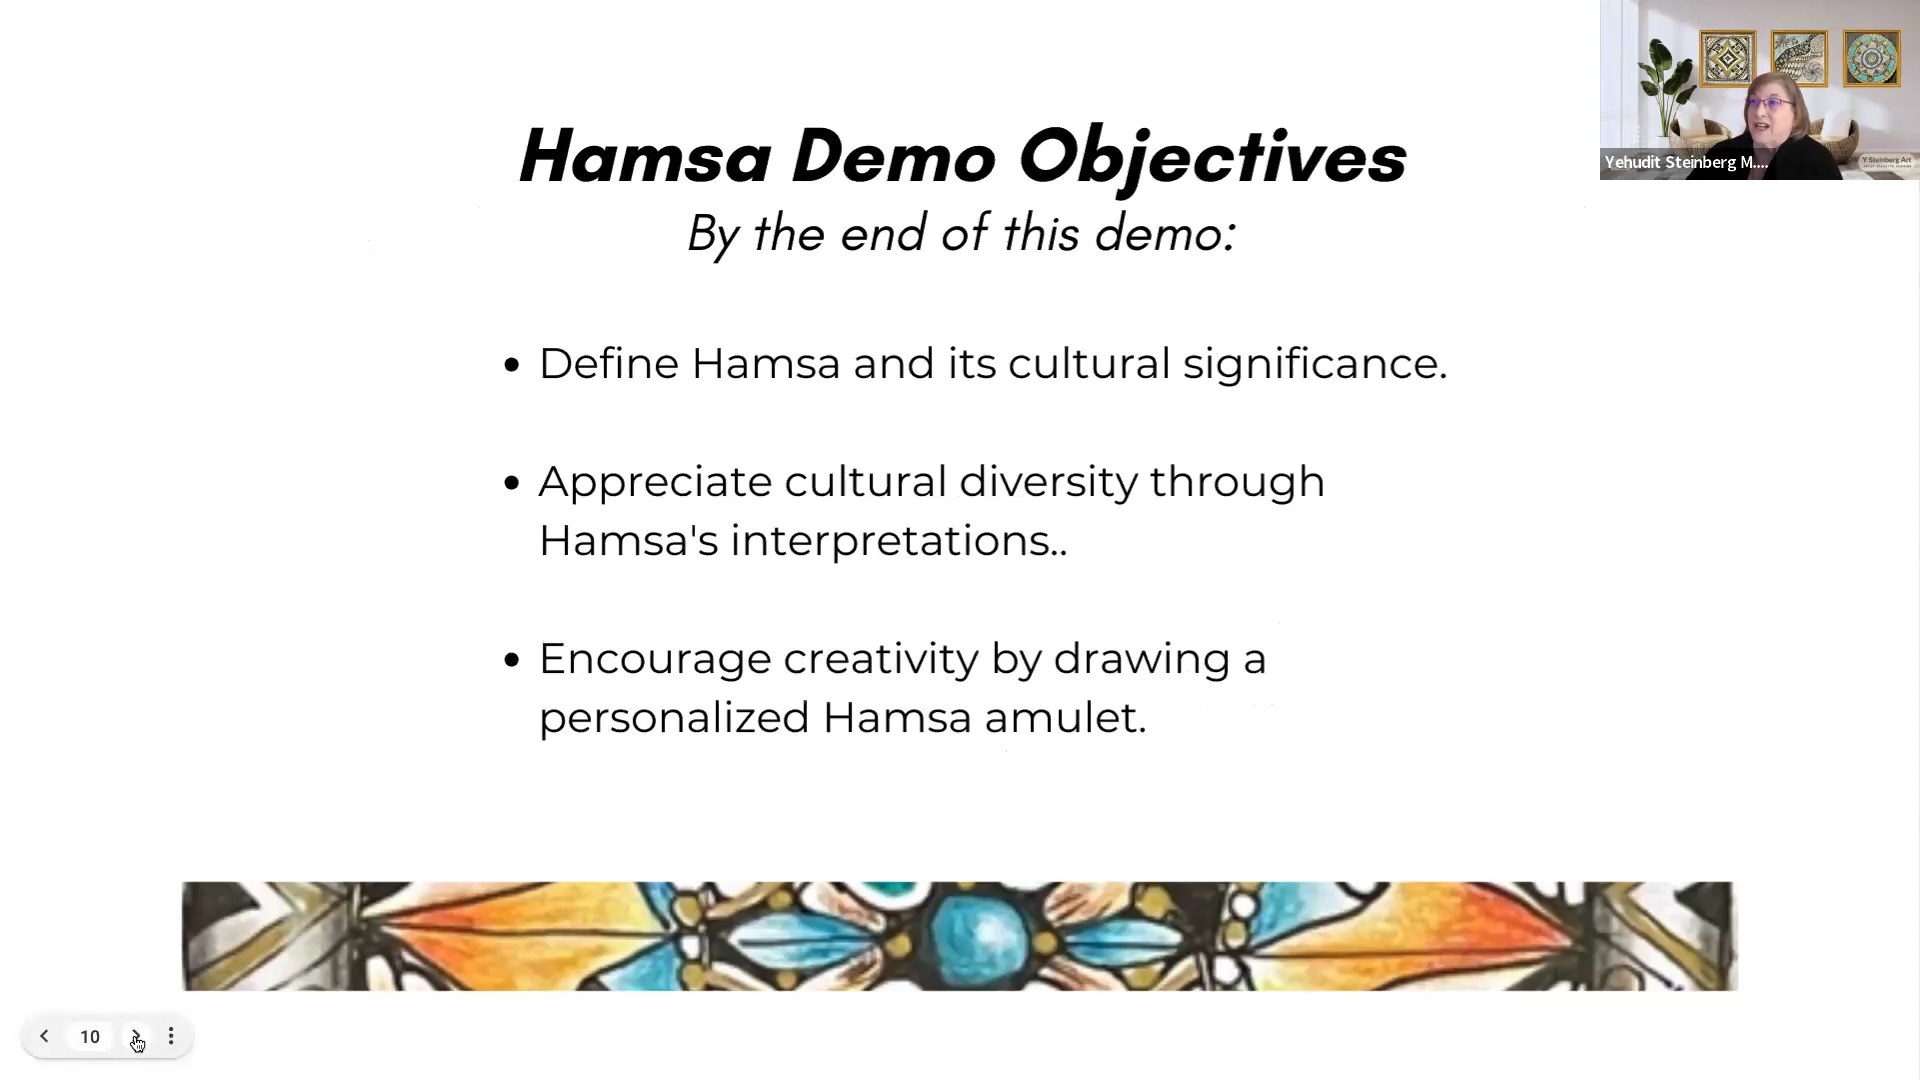 Hamsa Demo Objectives
By the end of this demo:
• Define Hamsa and its cultural significance.
• Appreciate cultural diversity through
Hamsa's interpretations..
• Encourage creativity by drawing a
personalized Hamsa amulet.
Yehudit Steinberg M....
Y Steinberg Art
10